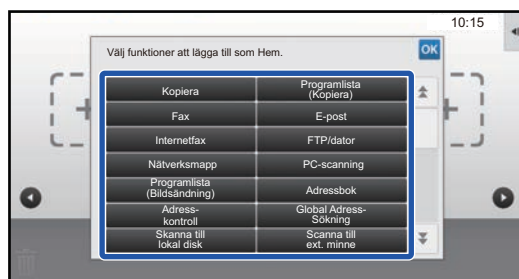 10:15
Välj funktioner att lägga till som Hem.
OK
Kopiera
Programlista
(Kopiera)
Fax
E-post
Internetfax
FTP/dator
Nätverksmapp
PC-scanning
Programlista
(Bildsändning)
Adressbok
Adress-
kontroll
Global Adress-
Sökning
Skanna till
lokal disk
Scanna till
ext. minne